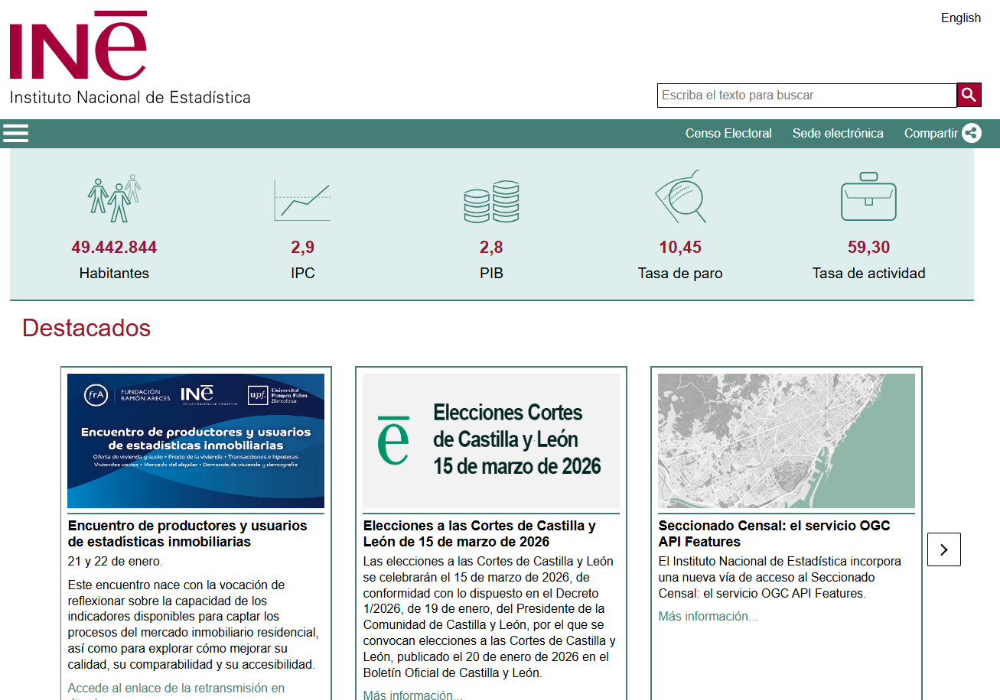 INe
Instituto Nacional de Estadística
English
Escriba el texto para buscar
Censo Electoral
Sede electrónica
Compartir
49.442.844
Habitantes
2,9
IPC
2,8
PIB
10,45
Tasa de paro
59,30
Tasa de actividad
Destacados
frA
FUNDACIÓN
RAMÓN ARECES
INe
upf.
Universitat
Pompeu Fabra
Barcelona
Encuentro de productores y usuarios
de estadísticas inmobiliarias
Oferta de vivienda y suelo • Precio de la vivienda • Transacciones e hipotecas
Viviendas vacías • Mercado del alquiler • Demanda de vivienda y demografía
Encuentro de productores y usuarios
de estadísticas inmobiliarias
21 y 22 de enero.
Este encuentro nace con la vocación de
reflexionar sobre la capacidad de los
indicadores disponibles para captar los
procesos del mercado inmobiliario residencial,
así como para explorar cómo mejorar su
calidad, su comparabilidad y su accesibilidad.
Accede al enlace de la retransmisión en
e
Elecciones Cortes
de Castilla y León
15 de marzo de 2026
Elecciones a las Cortes de Castilla y
León de 15 de marzo de 2026
Las elecciones a las Cortes de Castilla y León
se celebrarán el 15 de marzo de 2026, de
conformidad con lo dispuesto en el Decreto
1/2026, de 19 de enero, del Presidente de la
Comunidad de Castilla y León, por el que se
convocan elecciones a las Cortes de Castilla y
León, publicado el 20 de enero de 2026 en el
Boletín Oficial de Castilla y León.
Más información...
Seccionado Censal: el servicio OGC
API Features
El Instituto Nacional de Estadística incorpora
una nueva vía de acceso al Seccionado
Censal: el servicio OGC API Features.
Más información...